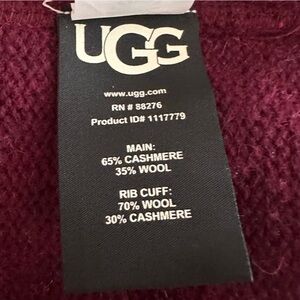 UGG
www.ugg.com
RN # 88276
Product ID# 1117779
MAIN:
65% CASHMERE
35% WOOL
RIB CUFF:
70% WOOL
30% CASHMERE